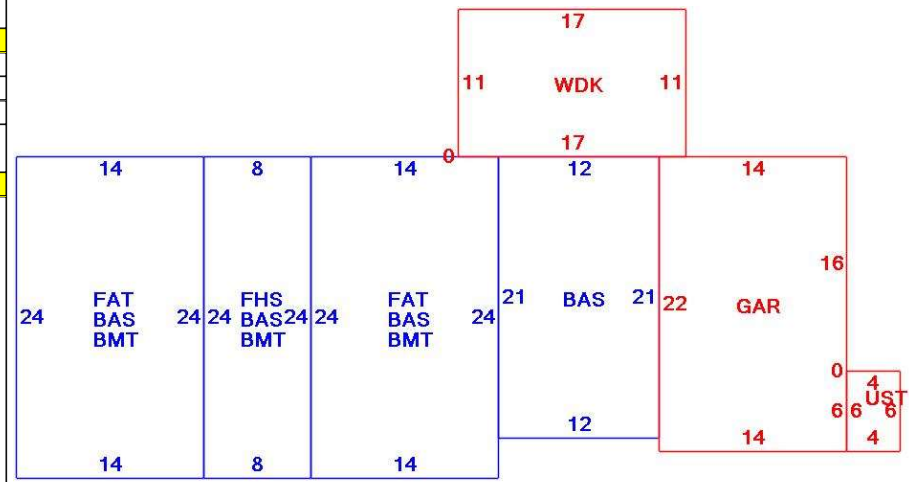 17
11 WDK 11
17
0
14 8 14 12 14
16
FAT FHS FAT
BAS BAS BAS
BMT BMT BMT
24 24 24 24 24 24
21 BAS 21
22 GAR
0
4
UST
6 6 6
12
14 4
14 8 14